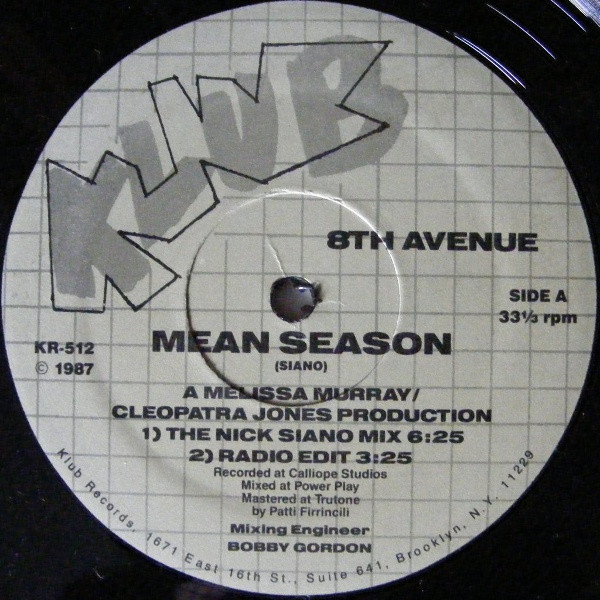 KLUB
8TH AVENUE
SIDE A
33⅓ rpm
KR-512
© 1987
MEAN SEASON
(SIANO)
A MELISSA MURRAY/
CLEOPATRA JONES PRODUCTION
1) THE NICK SIANO MIX 6:25
2) RADIO EDIT 3:25
Recorded at Calliope Studios
Mixed at Power Play
Mastered at Trutone
by Patti Firrincili
Mixing Engineer
BOBBY GORDON
Klub Records, 1671 East 16th St., Suite 641, Brooklyn, N.Y. 11229